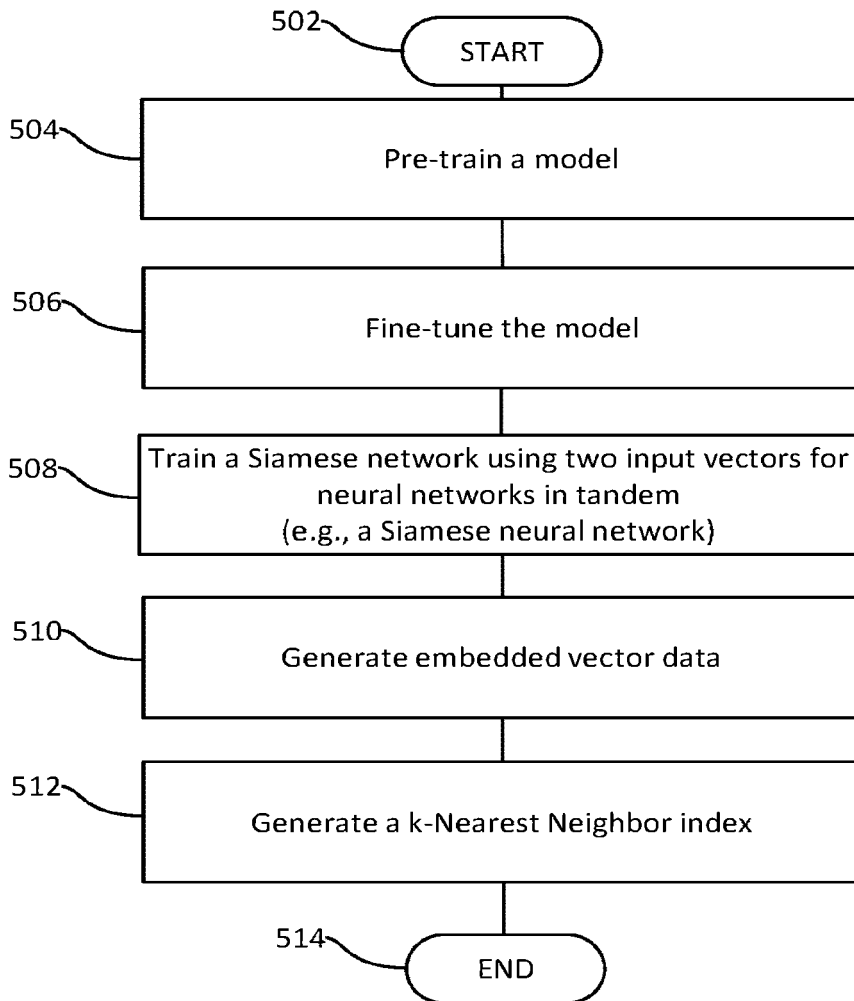 502
START
504
Pre-train a model
506
Fine-tune the model
508
Train a Siamese network using two input vectors for
neural networks in tandem
(e.g., a Siamese neural network)
510
Generate embedded vector data
512
Generate a k-Nearest Neighbor index
514
END